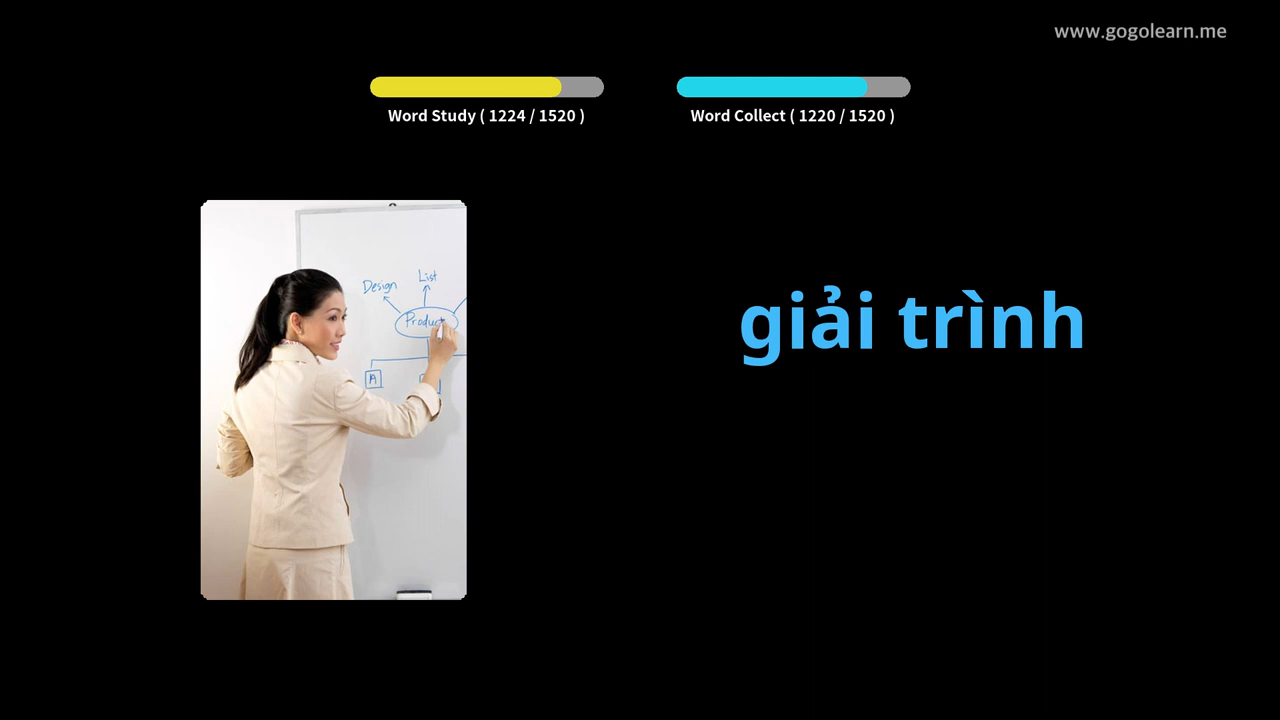 www.gogolearn.me
Word Study ( 1224 / 1520 )
Word Collect ( 1220 / 1520 )
giải trình
Design
List
Product
A